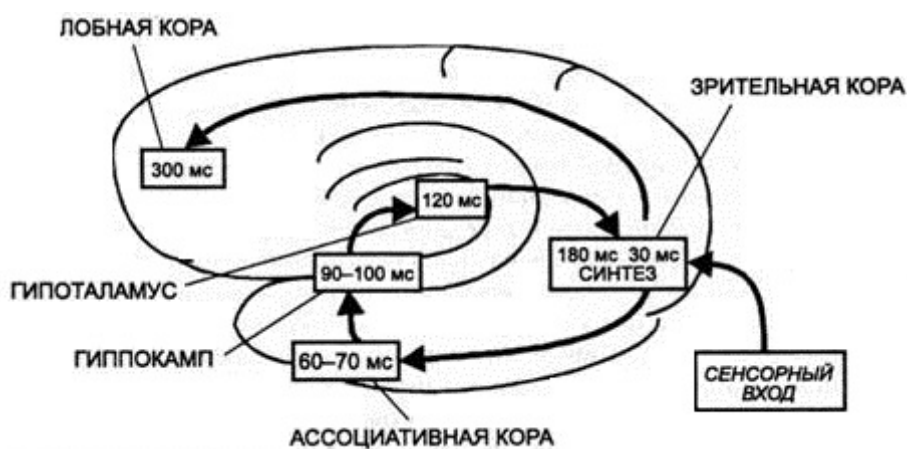 ЛОБНАЯ КОРА
ЗРИТЕЛЬНАЯ КОРА
300 мс
120 мс
180 мс 30 мс
СИНТЕЗ
90–100 мс
ГИПОТАЛАМУС
ГИППОКАМП
60–70 мс
СЕНСОРНЫЙ
ВХОД
АССОЦИАТИВНАЯ КОРА